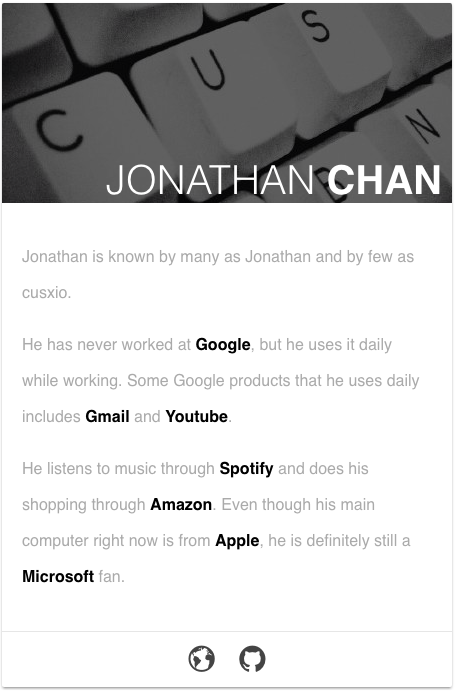 C U S
N
JONATHAN CHAN
Jonathan is known by many as Jonathan and by few as
cusxio.
He has never worked at Google, but he uses it daily
while working. Some Google products that he uses daily
includes Gmail and Youtube.
He listens to music through Spotify and does his
shopping through Amazon. Even though his main
computer right now is from Apple, he is definitely still a
Microsoft fan.